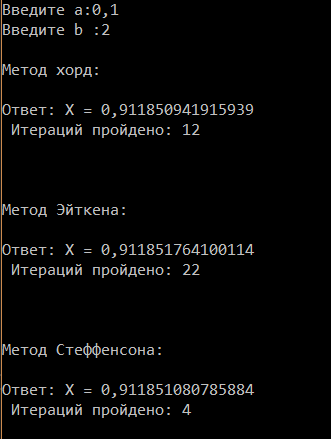 Введите a:0,1
Введите b :2
Метод хорд:
Ответ: X = 0,911850941915939
Итераций пройдено: 12
Метод Эйткена:
Ответ: X = 0,911851764100114
Итераций пройдено: 22
Метод Стеффенсона:
Ответ: X = 0,911851080785884
Итераций пройдено: 4